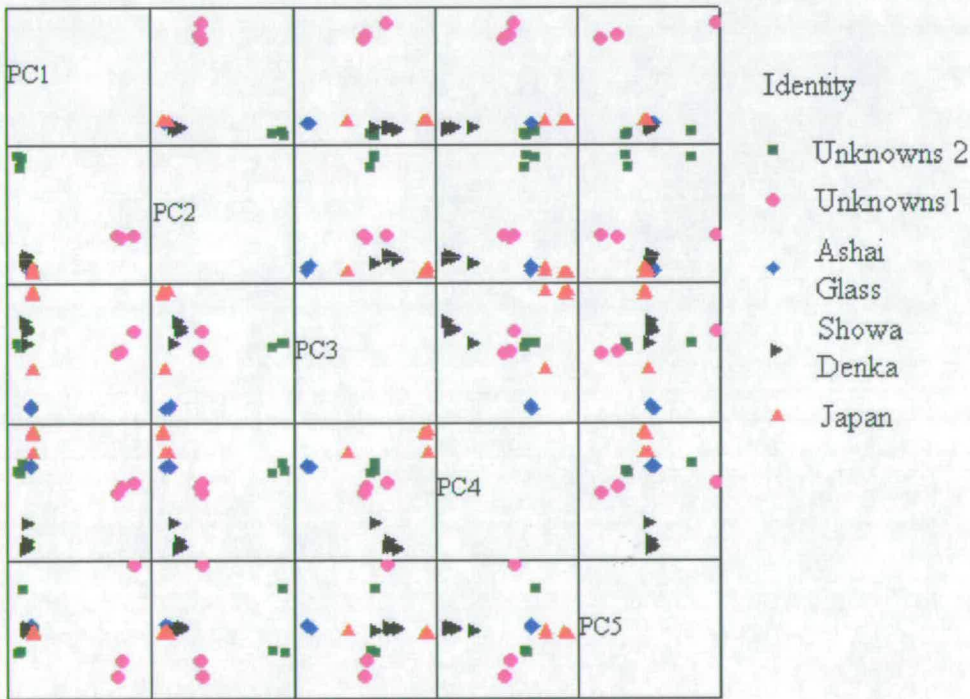 PC1
PC2
PC3
PC4
PC5
Identity
Unknowns 2
Unknowns 1
Ashai
Glass
Showa
Denka
Japan